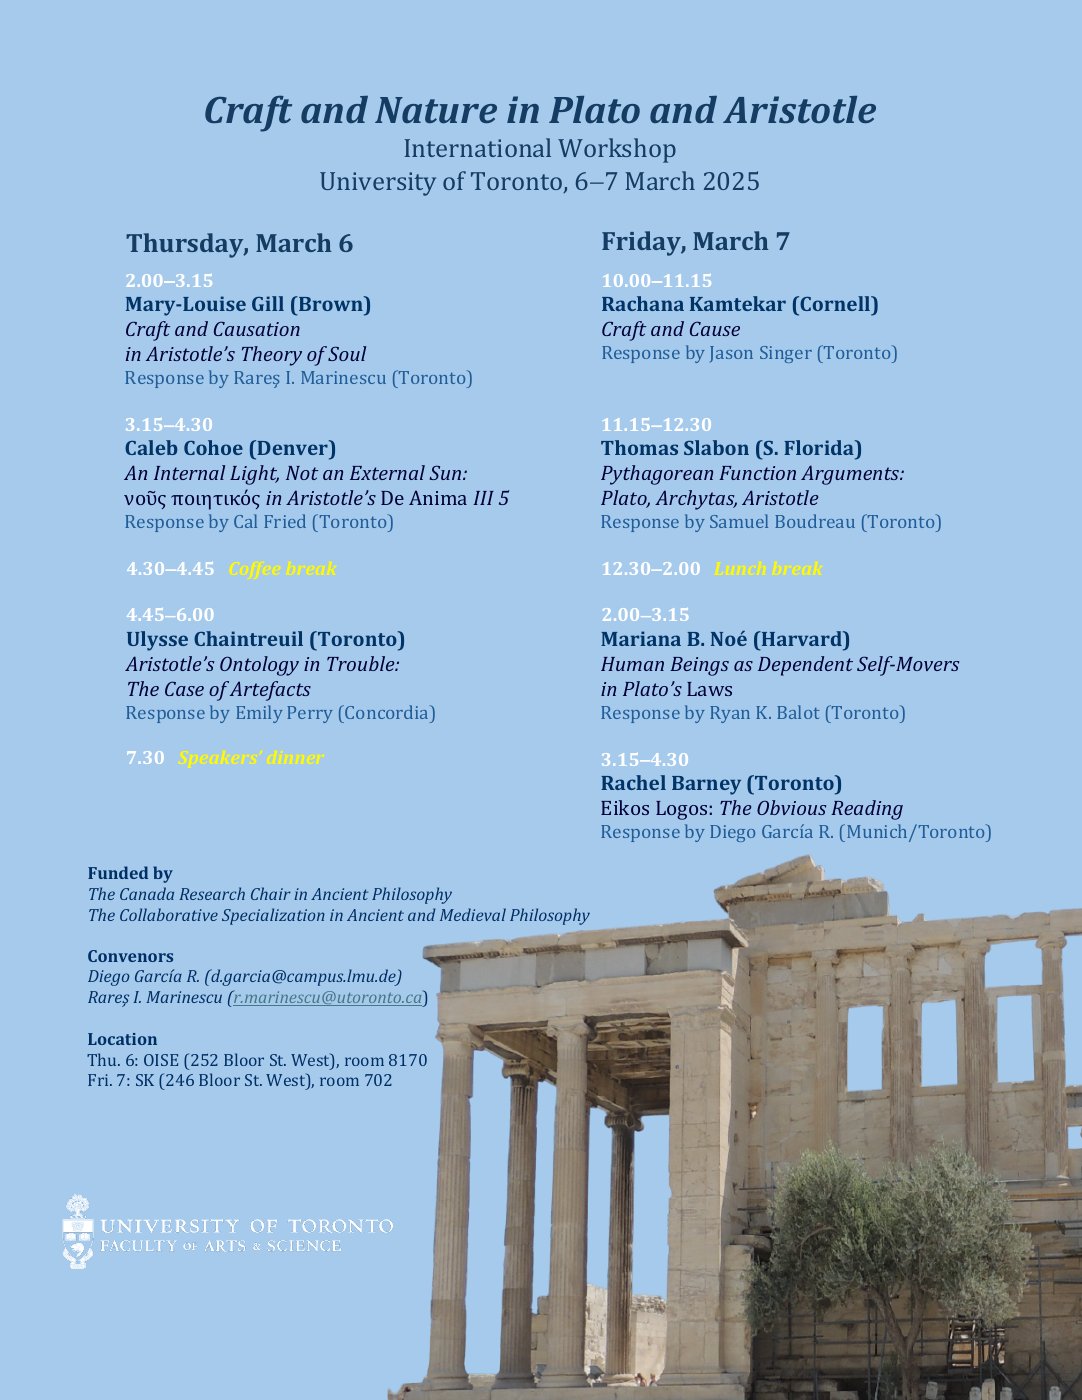 Craft and Nature in Plato and Aristotle
International Workshop
University of Toronto, 6–7 March 2025
Thursday, March 6
2.00–3.15
Mary-Louise Gill (Brown)
Craft and Causation
in Aristotle’s Theory of Soul
Response by Rareş I. Marinescu (Toronto)
3.15–4.30
Caleb Cohoe (Denver)
An Internal Light, Not an External Sun:
νοῦς ποιητικός in Aristotle’s De Anima III 5
Response by Cal Fried (Toronto)
4.30–4.45 Coffee break
4.45–6.00
Ulysse Chaintreuil (Toronto)
Aristotle’s Ontology in Trouble:
The Case of Artefacts
Response by Emily Perry (Concordia)
7.30 Speakers’ dinner
Friday, March 7
10.00–11.15
Rachana Kamtekar (Cornell)
Craft and Cause
Response by Jason Singer (Toronto)
11.15–12.30
Thomas Slabon (S. Florida)
Pythagorean Function Arguments:
Plato, Archytas, Aristotle
Response by Samuel Boudreau (Toronto)
12.30–2.00 Lunch break
2.00–3.15
Mariana B. Noé (Harvard)
Human Beings as Dependent Self-Movers
in Plato’s Laws
Response by Ryan K. Balot (Toronto)
3.15–4.30
Rachel Barney (Toronto)
Eikos Logos: The Obvious Reading
Response by Diego García R. (Munich/Toronto)
Funded by
The Canada Research Chair in Ancient Philosophy
The Collaborative Specialization in Ancient and Medieval Philosophy
Convenors
Diego García R. (d.garcia@campus.lmu.de)
Rareş I. Marinescu (r.marinescu@utoronto.ca)
Location
Thu. 6: OISE (252 Bloor St. West), room 8170
Fri. 7: SK (246 Bloor St. West), room 702
UNIVERSITY OF TORONTO
FACULTY OF ARTS & SCIENCE